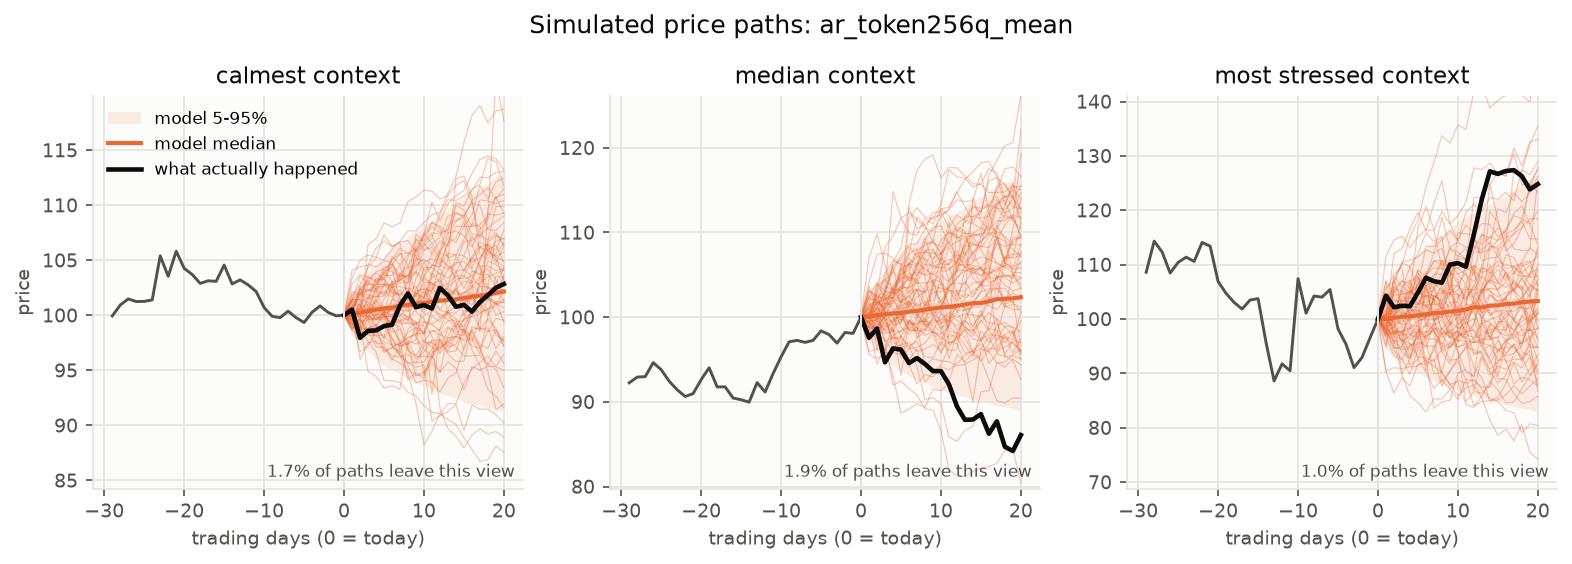 Simulated price paths: ar_token256q_mean
calmest context
median context
most stressed context
model 5-95%
model median
what actually happened
115
110
105
100
95
90
85
price
1.7% of paths leave this view
−30 −20 −10 0 10 20
trading days (0 = today)
120
110
100
90
80
price
1.9% of paths leave this view
−30 −20 −10 0 10 20
trading days (0 = today)
140
130
120
110
100
90
80
70
price
1.0% of paths leave this view
−30 −20 −10 0 10 20
trading days (0 = today)